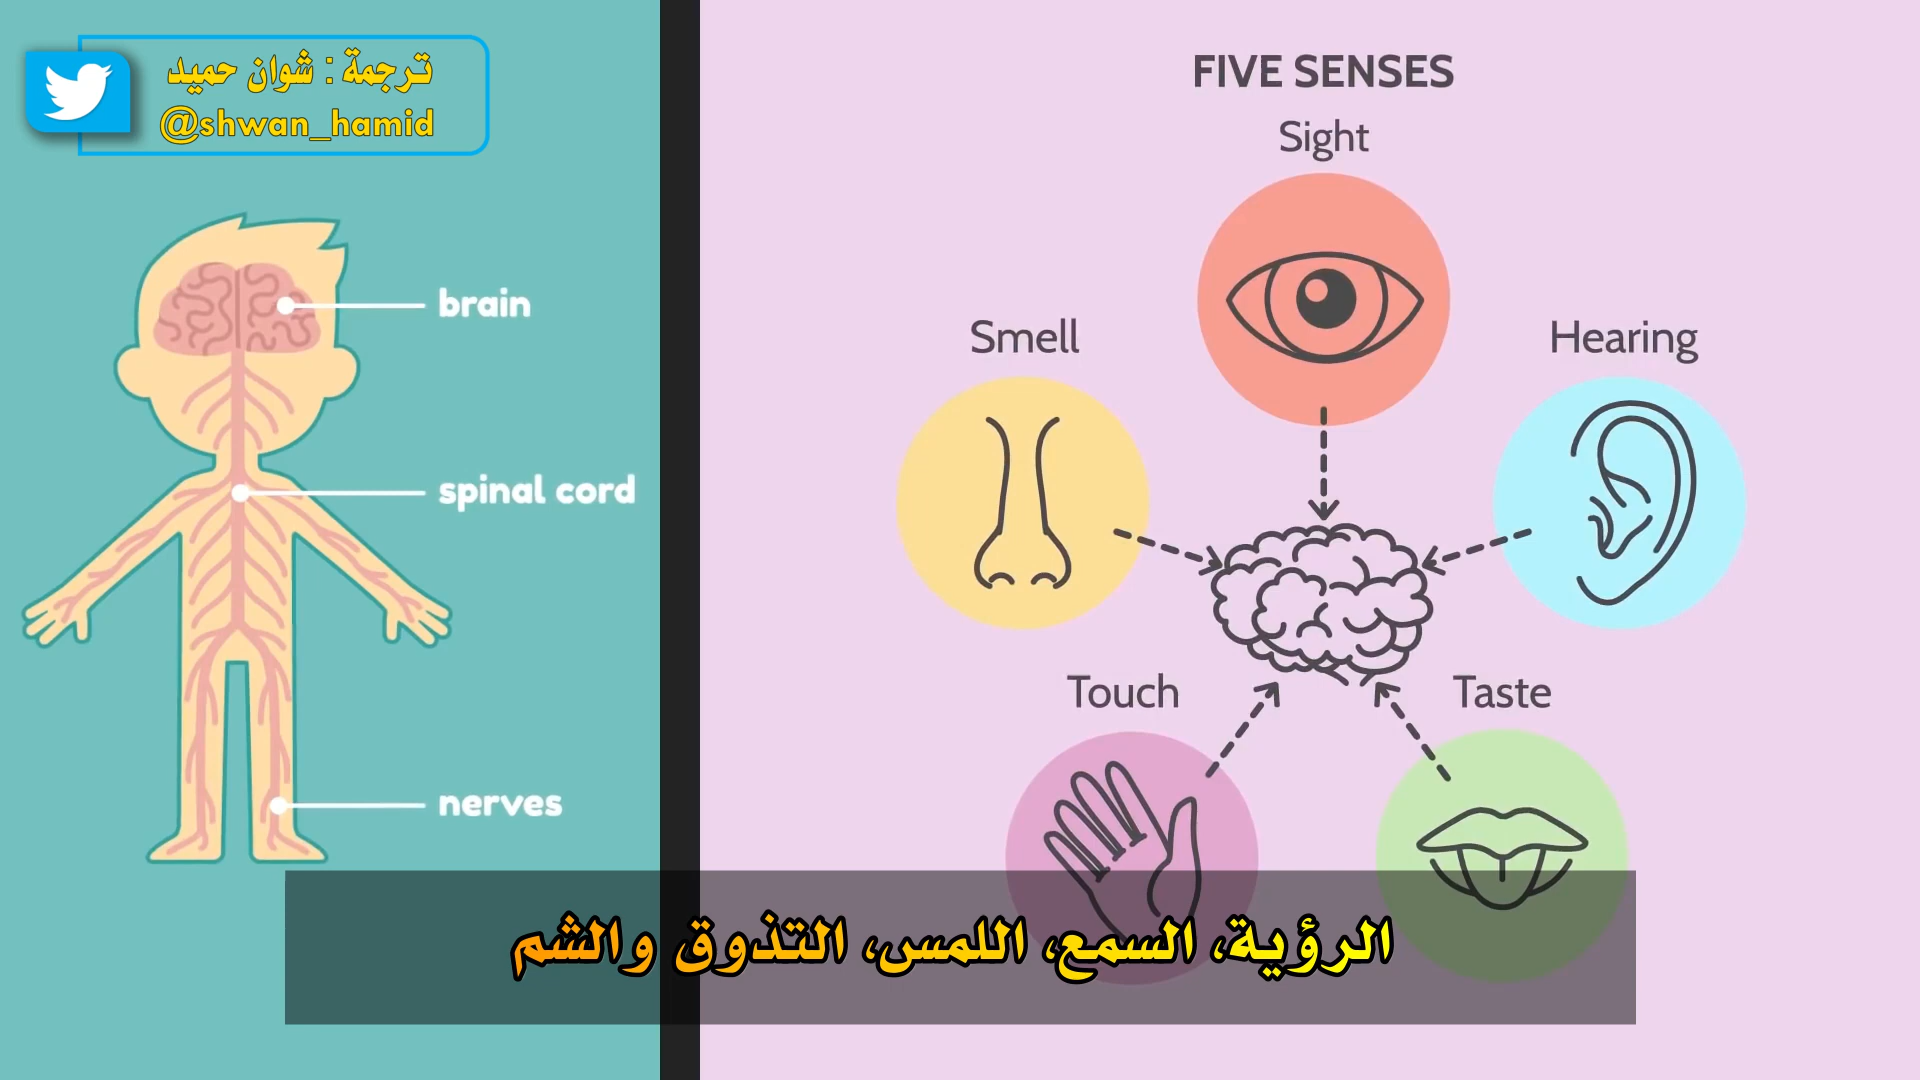 ترجمة : شوان حميد
@shwan_hamid
brain
spinal cord
nerves
FIVE SENSES
Sight
Smell
Hearing
Touch
Taste
الرؤية، السمع، اللمس، التذوق والشم